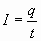 I = q/t